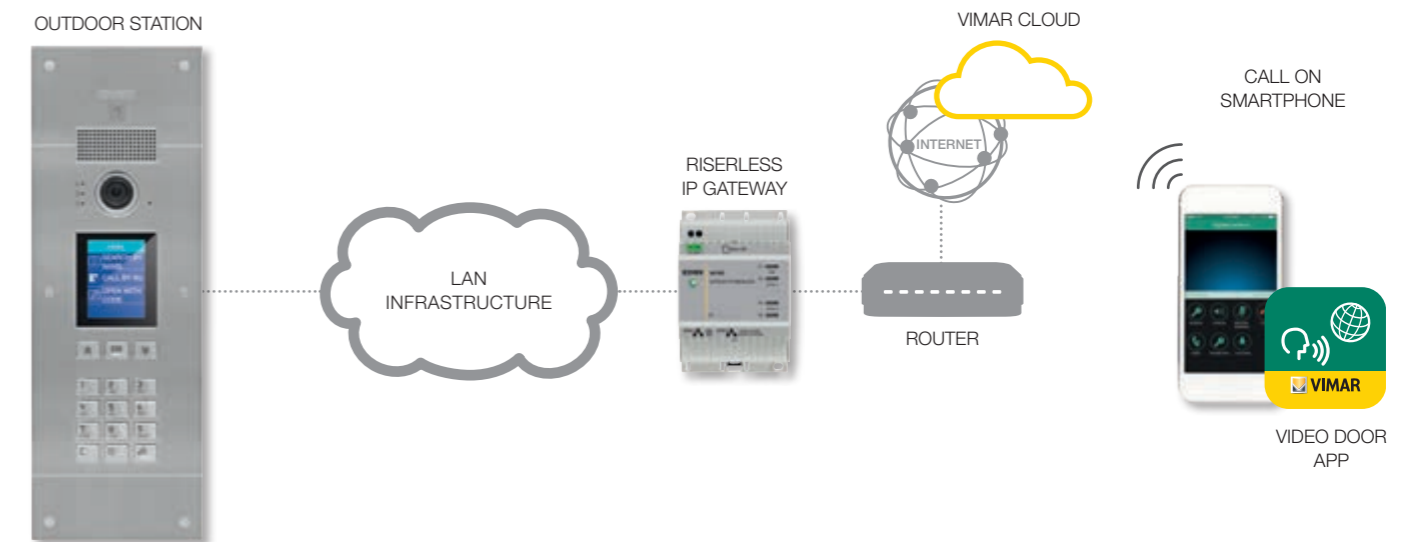 OUTDOOR STATION
VIMAR CLOUD
CALL ON
SMARTPHONE
INTERNET
RISERLESS
IP GATEWAY
LAN
INFRASTRUCTURE
ROUTER
VIMAR
VIDEO DOOR
APP